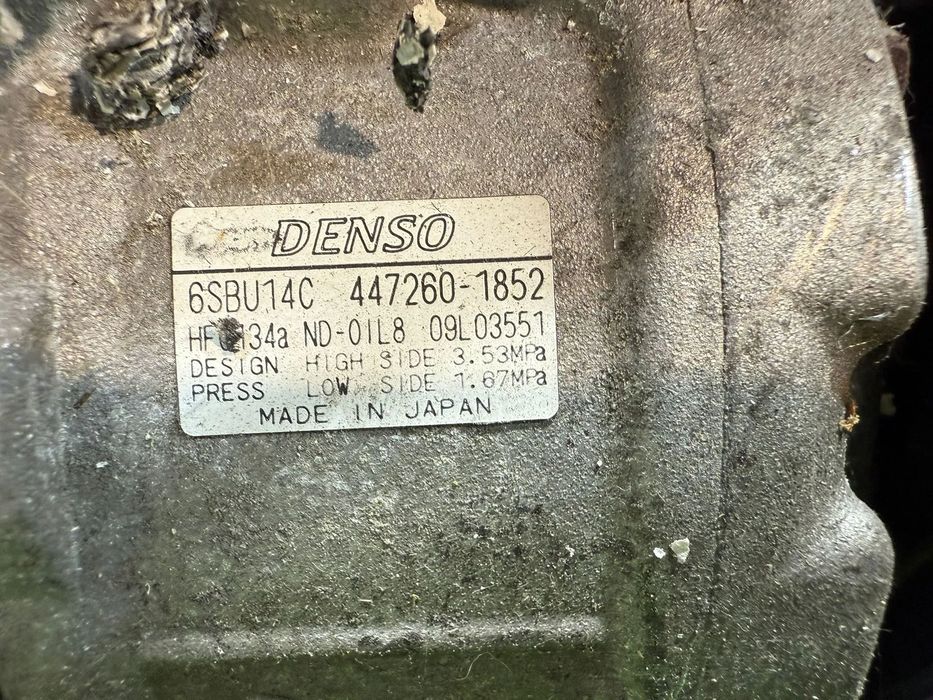 DENSO
6SBU14C 447260-1852
HFC134a ND-OIL8 09L03551
DESIGN HIGH SIDE 3.53MPa
PRESS LOW SIDE 1.67MPa
MADE IN JAPAN